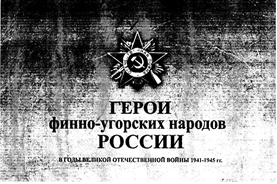 ГЕРОИ
финно-угорских народов
РОССИИ
В ГОДЫ ВЕЛИКОЙ ОТЕЧЕСТВЕННОЙ ВОЙНЫ 1941-1945 гг.